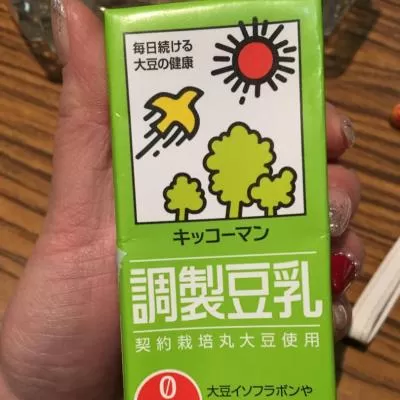 毎日続ける
大豆の健康
キッコーマン
調製豆乳
契約栽培丸大豆使用
0
大豆イソフラボンや